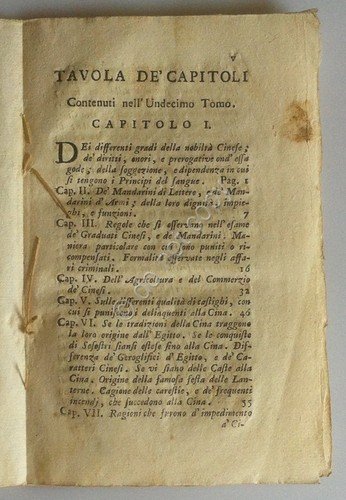 v
TAVOLA DE' CAPITOLI
Contenuti nell' Undecimo Tomo.
CAPITOLO I.
DEi differenti gradi della nobiltà Cinese;
de' diritti, onori, e prerogative ond' essa
gode; della soggezione, e dipendenza in cui
si tengono i Principi del sangue. Pag. 1
Cap. II. De' Mandarini di Lettere, e de' Man-
darini d' Armi; della loro dignità, impie-
ghi, e funzioni. 7
Cap. III. Regole che si osservano nell' esame
de' Graduati Cinesi, e de' Mandarini. Ma-
niera particolare con cui sono puniti o ri-
compensati. Formalità osservate negli affa-
ri criminali. 16
Cap. IV. Dell' Agricoltura e del Commerzio
de' Cinesi. 32
Cap. V. Sulle differenti qualità di castighi, con
cui si puniscono i delinquenti alla Cina. 46
Cap. VI. Se le tradizioni della Cina traggono
la loro origine dall' Egitto. Se le conquiste
di Sesostri siansi estese fino alla Cina. Dif-
ferenza de' Geroglifici d' Egitto, e de' Ca-
ratteri Cinesi. Se vi siano delle Caste alla
Cina. Origine della famosa festa delle Lan-
terne. Cagione delle carestie, e de' frequenti
incendj, che succedono alla Cina. 55
Cap. VII. Ragioni che furono d' impedimento
a' Ci-